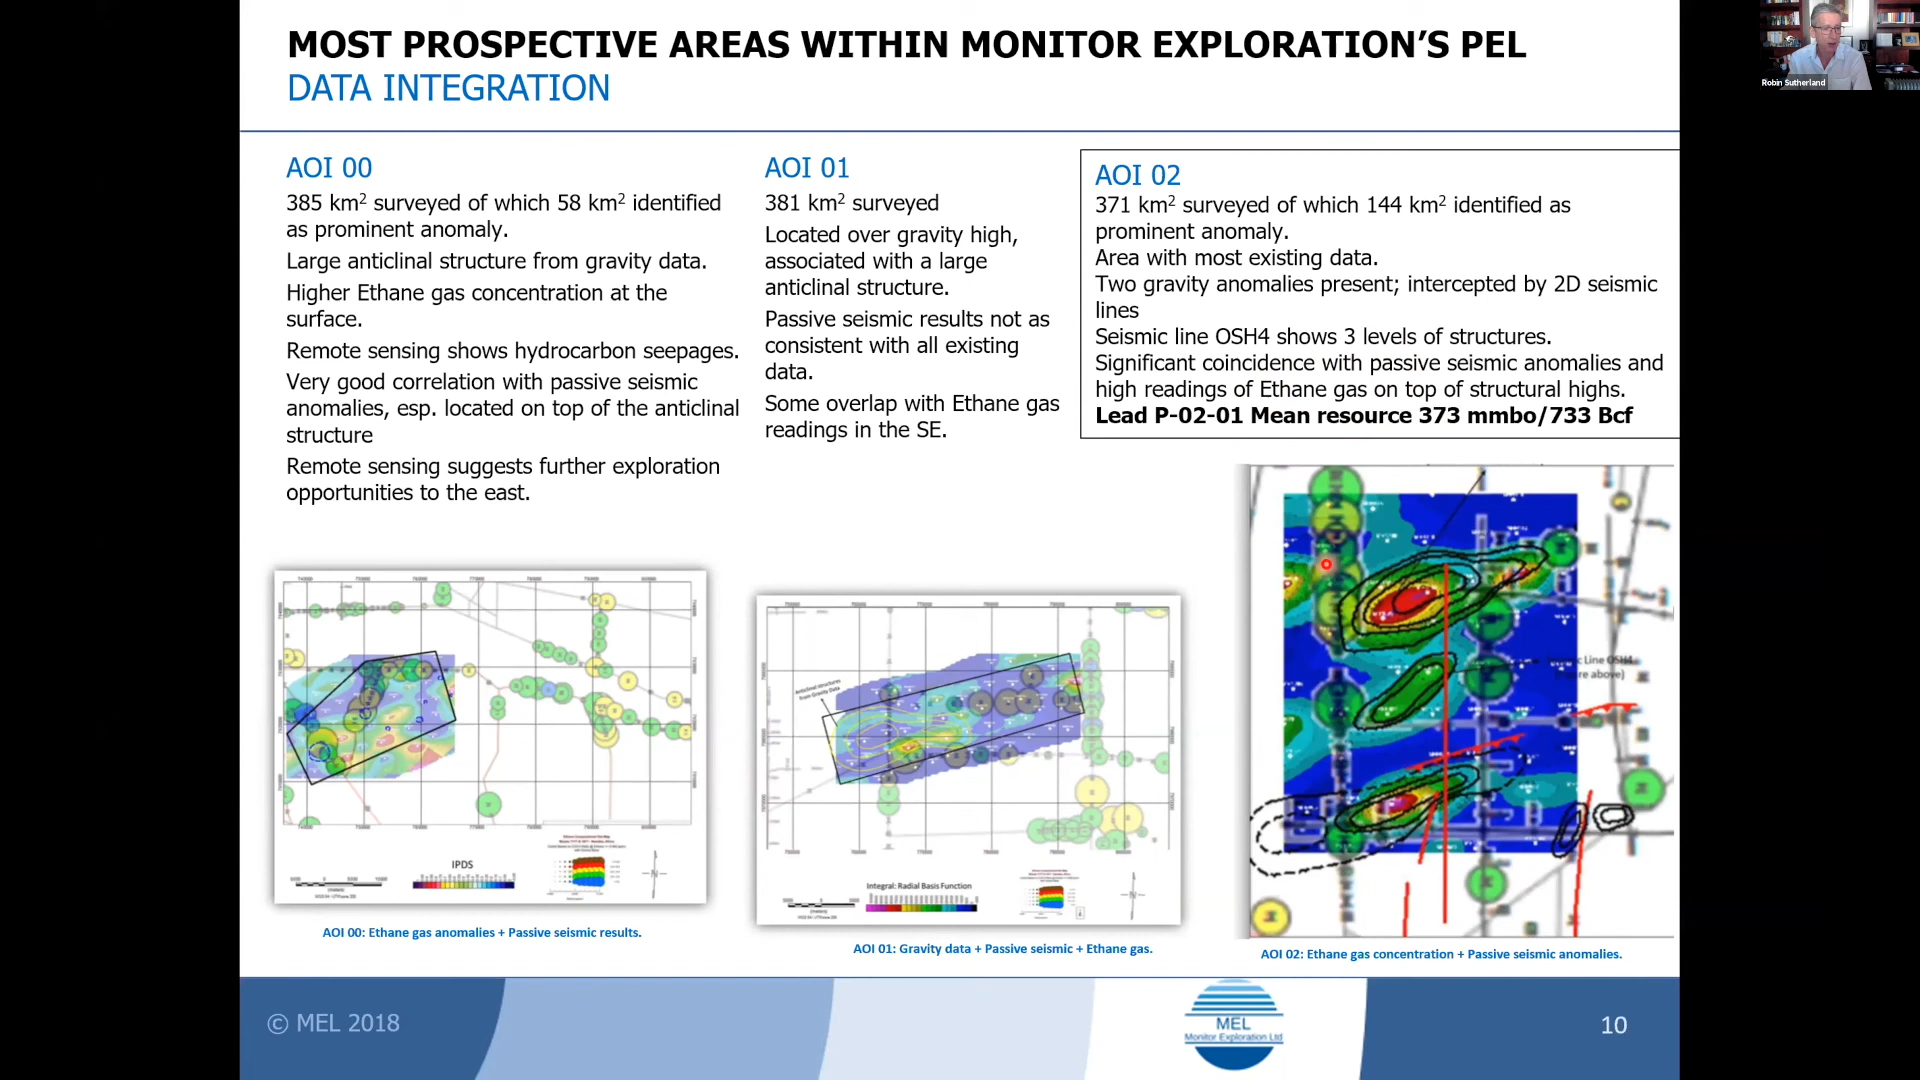 MOST PROSPECTIVE AREAS WITHIN MONITOR EXPLORATION'S PEL
DATA INTEGRATION
Robin Sutherland
AOI 00
385 km² surveyed of which 58 km² identified
as prominent anomaly.
Large anticlinal structure from gravity data.
Higher Ethane gas concentration at the
surface.
Remote sensing shows hydrocarbon seepages.
Very good correlation with passive seismic
anomalies, esp. located on top of the anticlinal
structure
Remote sensing suggests further exploration
opportunities to the east.
AOI 01
381 km² surveyed
Located over gravity high,
associated with a large
anticlinal structure.
Passive seismic results not as
consistent with all existing
data.
Some overlap with Ethane gas
readings in the SE.
AOI 02
371 km² surveyed of which 144 km² identified as
prominent anomaly.
Area with most existing data.
Two gravity anomalies present; intercepted by 2D seismic
lines
Seismic line OSH4 shows 3 levels of structures.
Significant coincidence with passive seismic anomalies and
high readings of Ethane gas on top of structural highs.
Lead P-02-01 Mean resource 373 mmbo/733 Bcf
IPDS
AOI 00: Ethane gas anomalies + Passive seismic results.
Anticlinal structures
from Gravity Data
Integral: Radial Basis Function
AOI 01: Gravity data + Passive seismic + Ethane gas.
Line OSH4
above)
AOI 02: Ethane gas concentration + Passive seismic anomalies.
© MEL 2018
MEL
Monitor Exploration Ltd
10